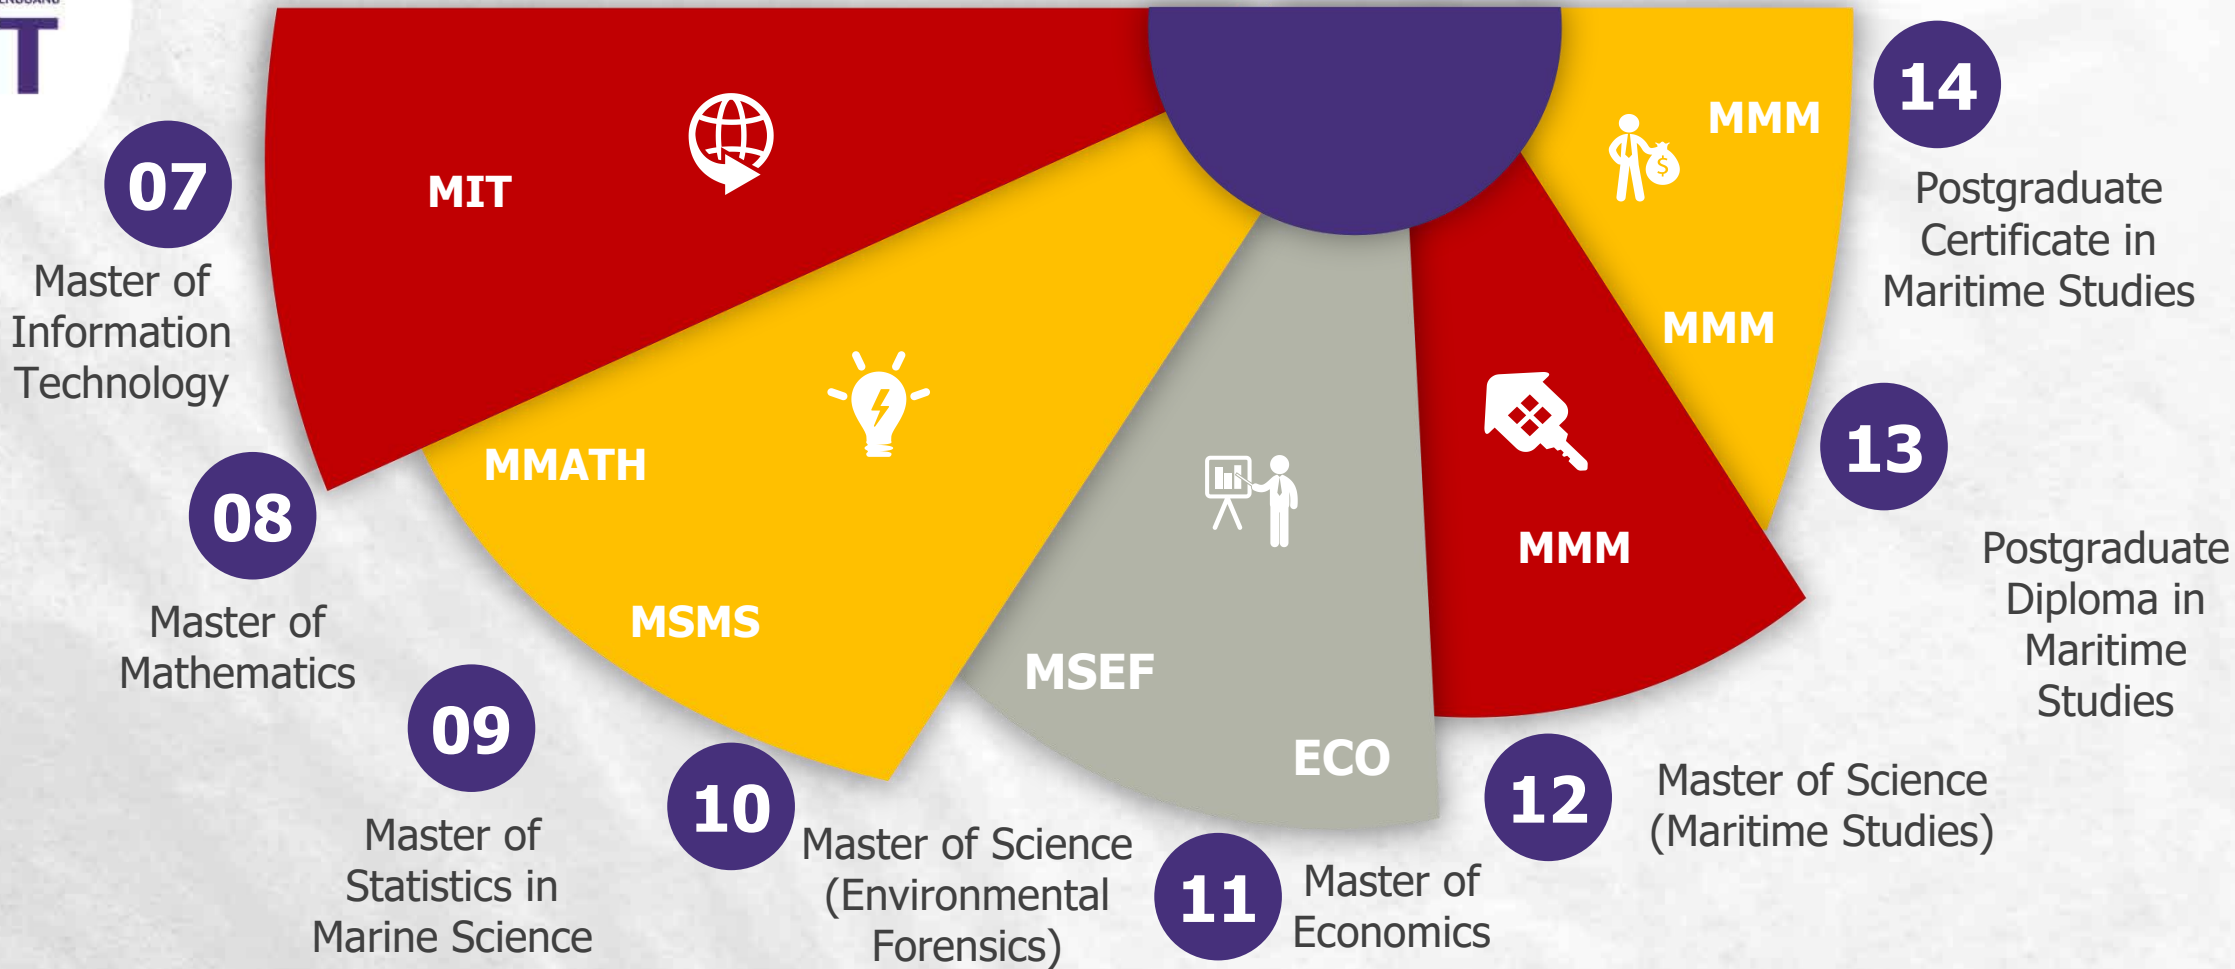 T
07
Master of
Information
Technology
MIT
08
Master of
Mathematics
MMATH
09
Master of
Statistics in
Marine Science
MSMS
10
Master of Science
(Environmental
Forensics)
MSEF
11
Master of
Economics
ECO
12
Master of Science
(Maritime Studies)
MMM
13
Postgraduate
Diploma in
Maritime
Studies
MMM
14
Postgraduate
Certificate in
Maritime Studies
MMM
$